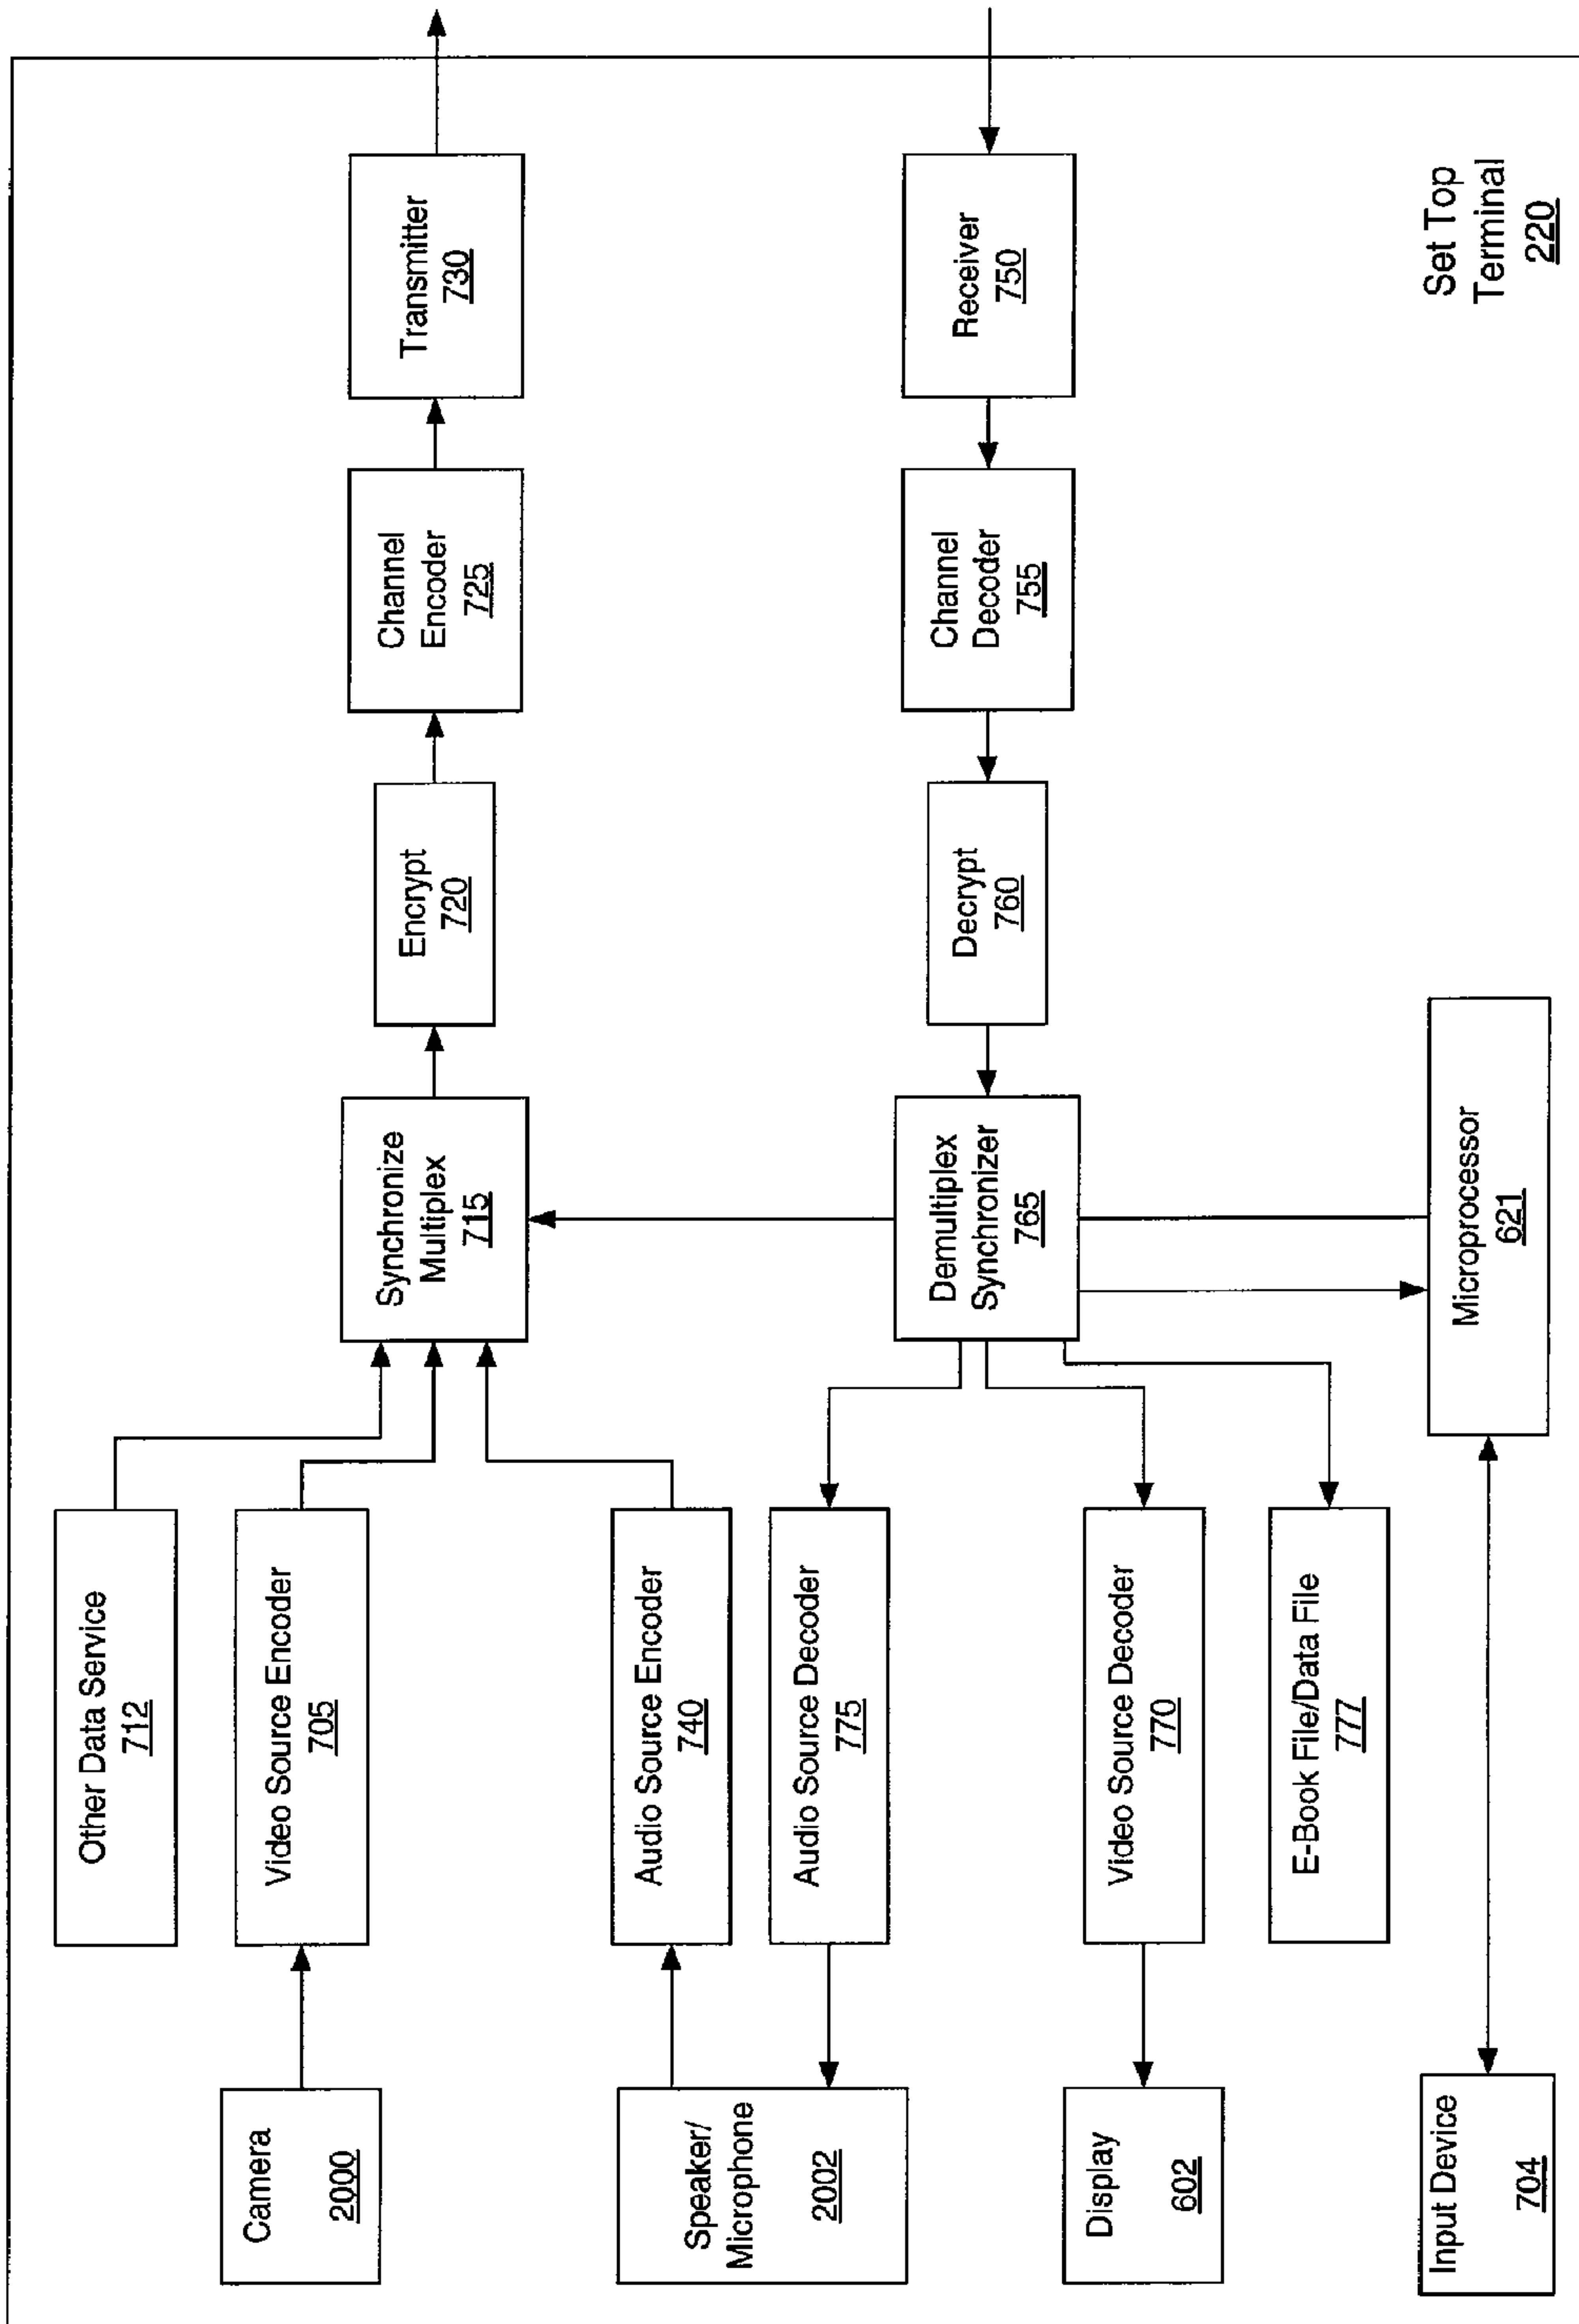 Other Data Service
712
Camera
2000
Video Source Encoder
705
Synchronize
Multiplex
715
Encrypt
720
Channel
Encoder
725
Transmitter
730
Speaker/
Microphone
2002
Audio Source Encoder
740
Audio Source Decoder
775
Demultiplex
Synchronizer
765
Decrypt
760
Channel
Decoder
755
Receiver
750
Display
602
Video Source Decoder
770
E-Book File/Data File
777
Input Device
704
Microprocessor
621
Set Top
Terminal
220